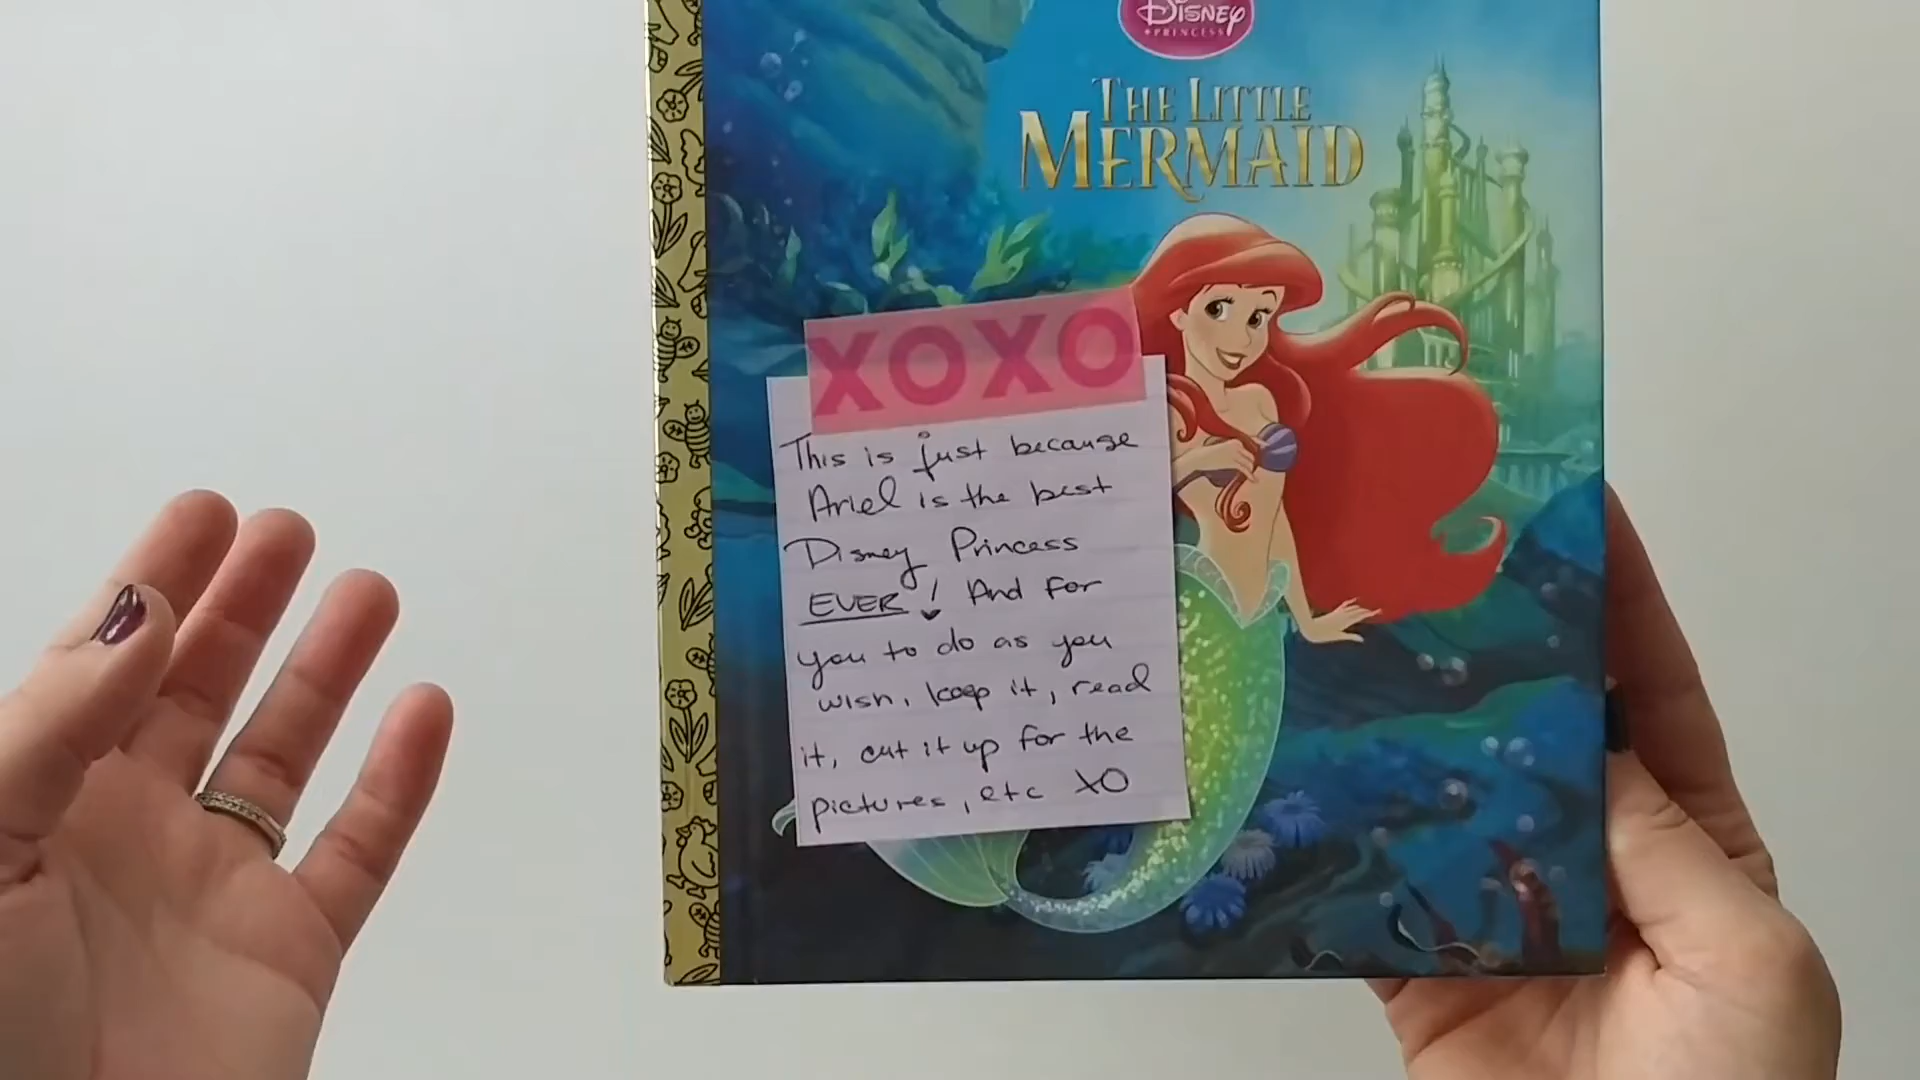 Disney
PRINCESS
THE LITTLE
MERMAID
XOXO
This is just because
Ariel is the best
Disney Princess
EVER! And for
you to do as you
wish, keep it, read
it, cut it up for the
pictures, etc XO